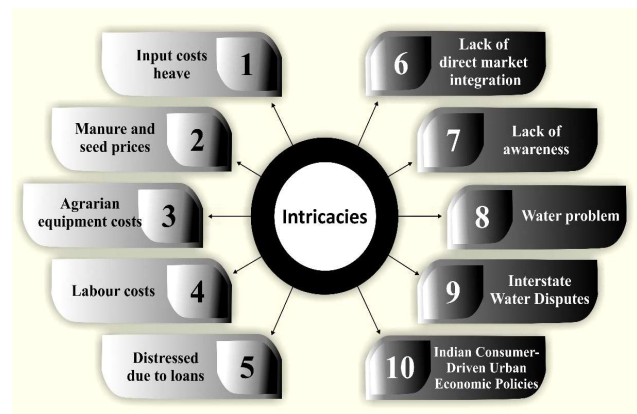 Input costs
heave
1
Manure and
seed prices
2
Agrarian
equipment costs
3
Labour costs
4
Distressed
due to loans
5
Intricacies
6
Lack of
direct market
integration
7
Lack of
awareness
8
Water problem
9
Interstate
Water Disputes
10
Indian Consumer-
Driven Urban
Economic Policies